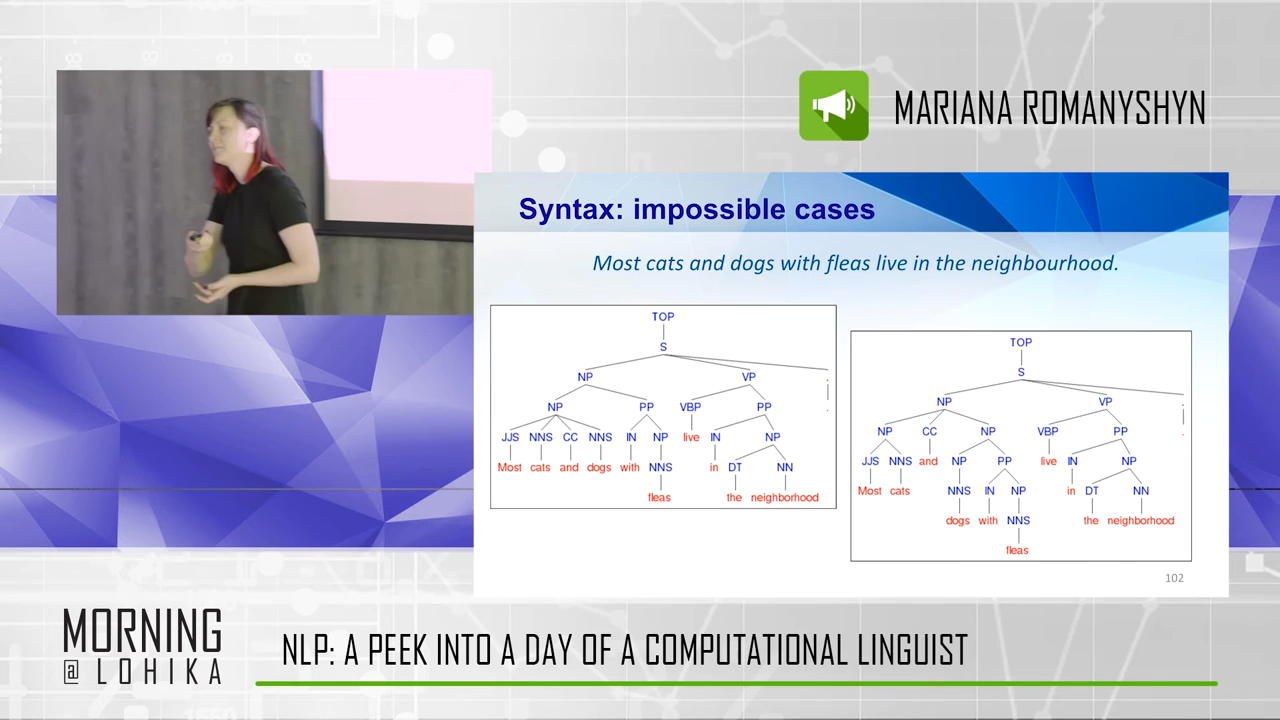 MARIANA ROMANYSHYN
Syntax: impossible cases
Most cats and dogs with fleas live in the neighbourhood.
TOP
S
NP VP .
NP PP VBP PP .
JJS NNS CC NNS IN NP live IN NP
Most cats and dogs with NNS in DT NN
fleas the neighborhood
TOP
S
NP VP .
NP CC NP VBP PP .
JJS NNS and NP PP live IN NP
Most cats NNS IN NP in DT NN
dogs with NNS the neighborhood
fleas
102
MORNING
@ LOHIKA
NLP: A PEEK INTO A DAY OF A COMPUTATIONAL LINGUIST